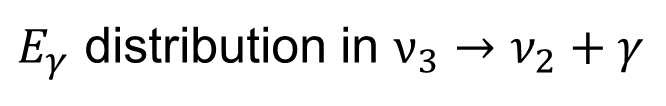 E_γ distribution in ν₃ → ν₂ + γ